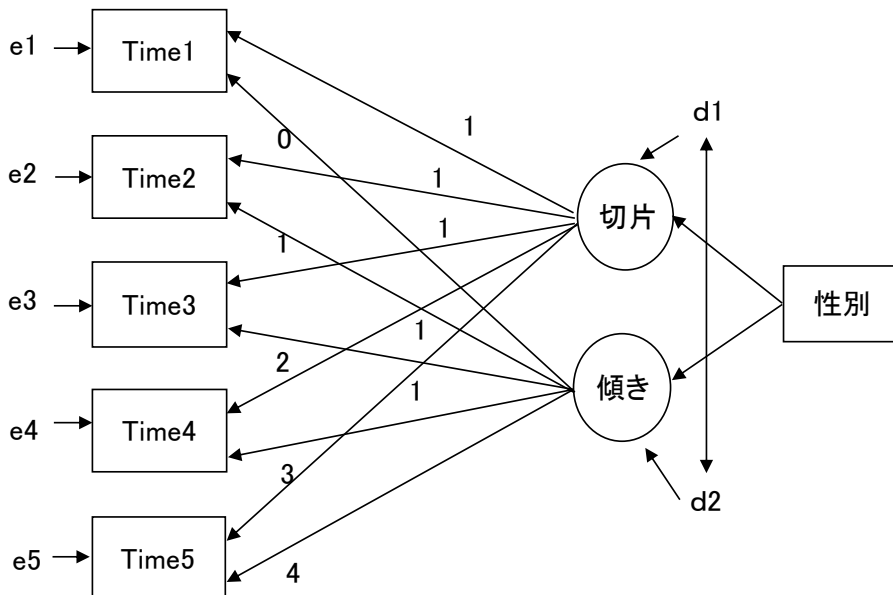 e1
Time1
e2
Time2
e3
Time3
e4
Time4
e5
Time5
0
1
2
3
4
1
1
1
1
1
切片
傾き
d1
d2
性別